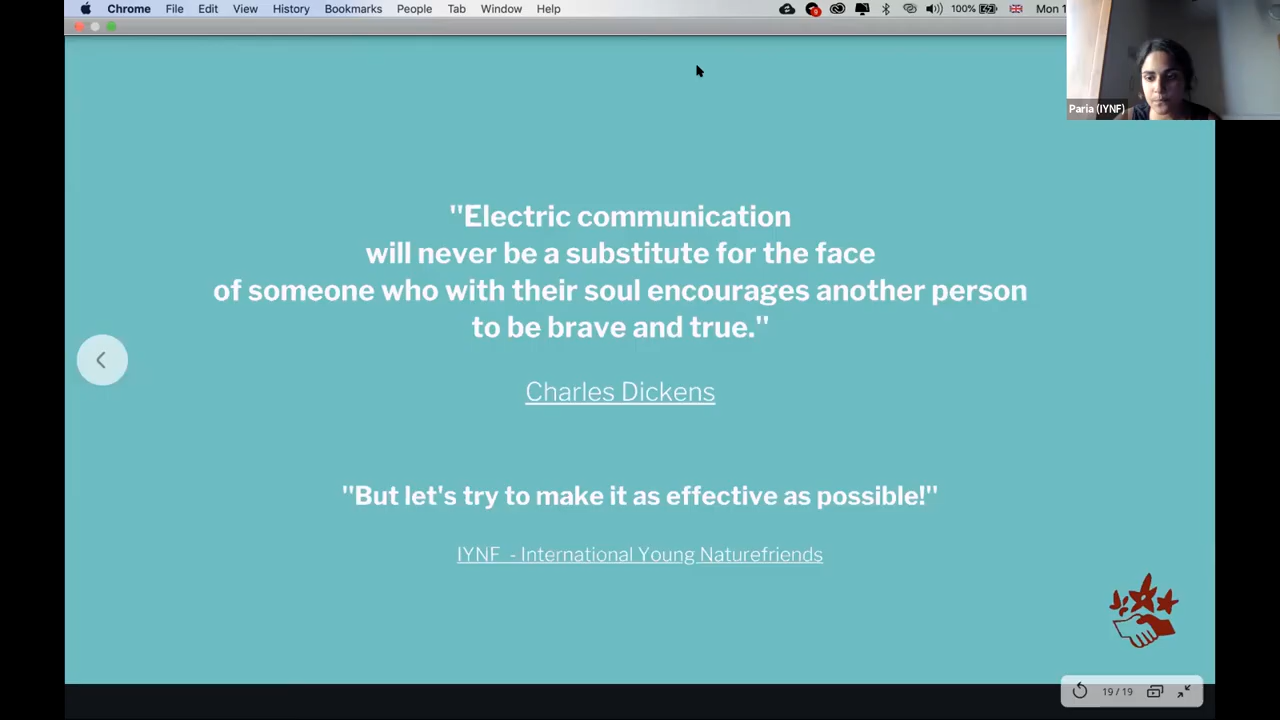 Chrome File Edit View History Bookmarks People Tab Window Help 100% Mon 1
Paria (IYNF)
"Electric communication
will never be a substitute for the face
of someone who with their soul encourages another person
to be brave and true."
Charles Dickens
"But let's try to make it as effective as possible!"
IYNF - International Young Naturefriends
19 / 19